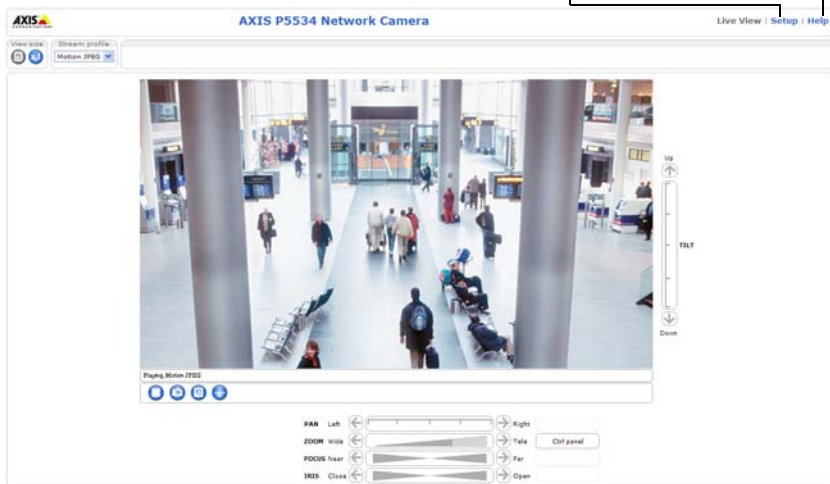 AXIS
COMMUNICATIONS
AXIS P5534 Network Camera
Live View | Setup | Help
View size
Stream profile
Motion JPEG
Up
TILT
Down
Playing, Motion JPEG
PAN Left Right
ZOOM Wide Tele Ctrl panel
FOCUS Near Far
IRIS Close Open